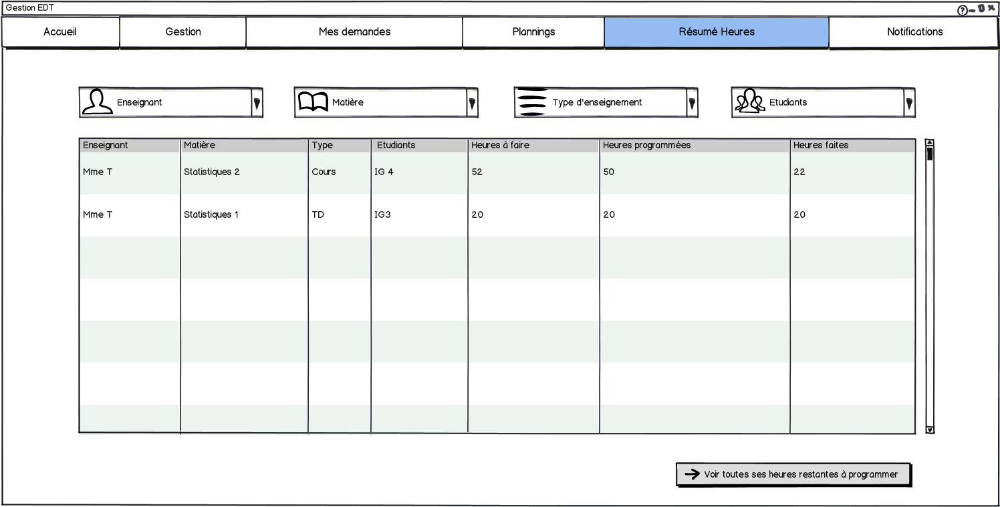 Gestion EDT
Accueil Gestion Mes demandes Plannings Résumé Heures Notifications
Enseignant Matière Type d'enseignement Etudiants
Enseignant Matière Type Etudiants Heures à faire Heures programmées Heures faites
Mme T Statistiques 2 Cours IG 4 52 50 22
Mme T Statistiques 1 TD IG3 20 20 20
Voir toutes ses heures restantes à programmer